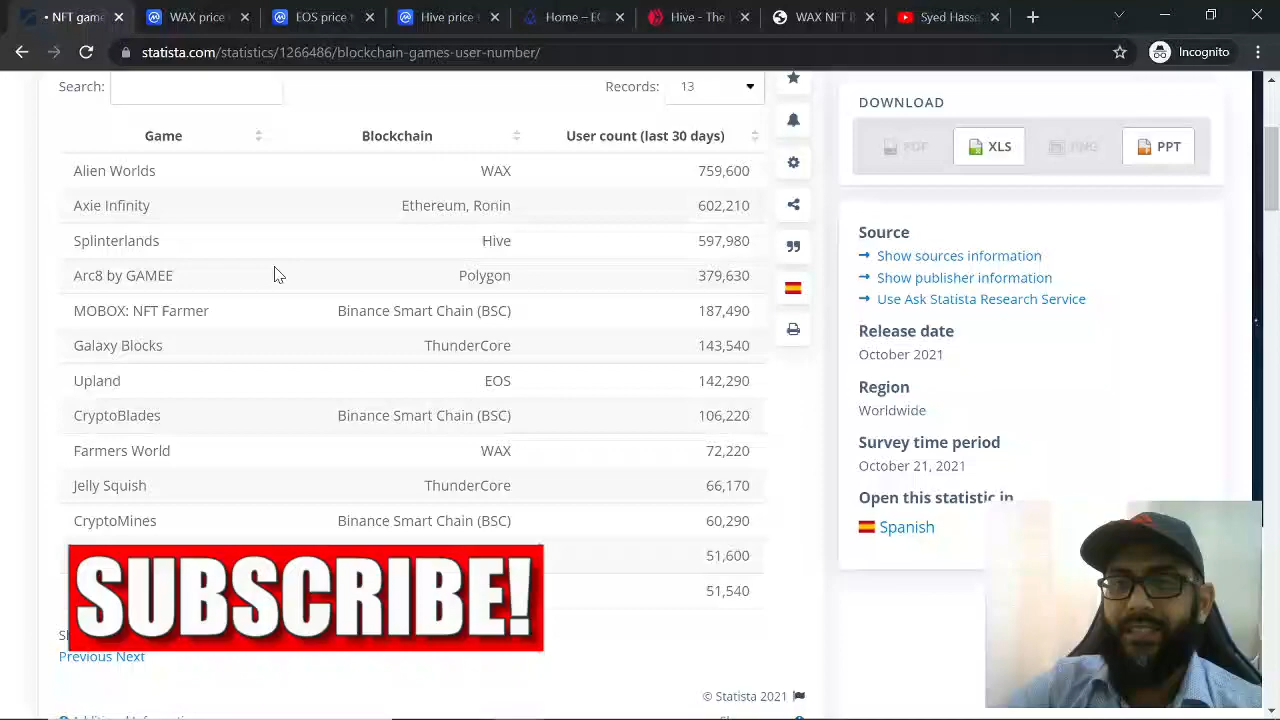 NFT game
WAX price
EOS price
Hive price
Home – EO
Hive - The
WAX NFT B
Syed Hassa
statista.com/statistics/1266486/blockchain-games-user-number/
Incognito
Search:
Records: 13
Game Blockchain User count (last 30 days)
Alien Worlds WAX 759,600
Axie Infinity Ethereum, Ronin 602,210
Splinterlands Hive 597,980
Arc8 by GAMEE Polygon 379,630
MOBOX: NFT Farmer Binance Smart Chain (BSC) 187,490
Galaxy Blocks ThunderCore 143,540
Upland EOS 142,290
CryptoBlades Binance Smart Chain (BSC) 106,220
Farmers World WAX 72,220
Jelly Squish ThunderCore 66,170
CryptoMines Binance Smart Chain (BSC) 60,290
51,600
51,540
SUBSCRIBE!
Previous Next
© Statista 2021
DOWNLOAD
PDF XLS PNG PPT
Source
Show sources information
Show publisher information
Use Ask Statista Research Service
Release date
October 2021
Region
Worldwide
Survey time period
October 21, 2021
Open this statistic in
Spanish